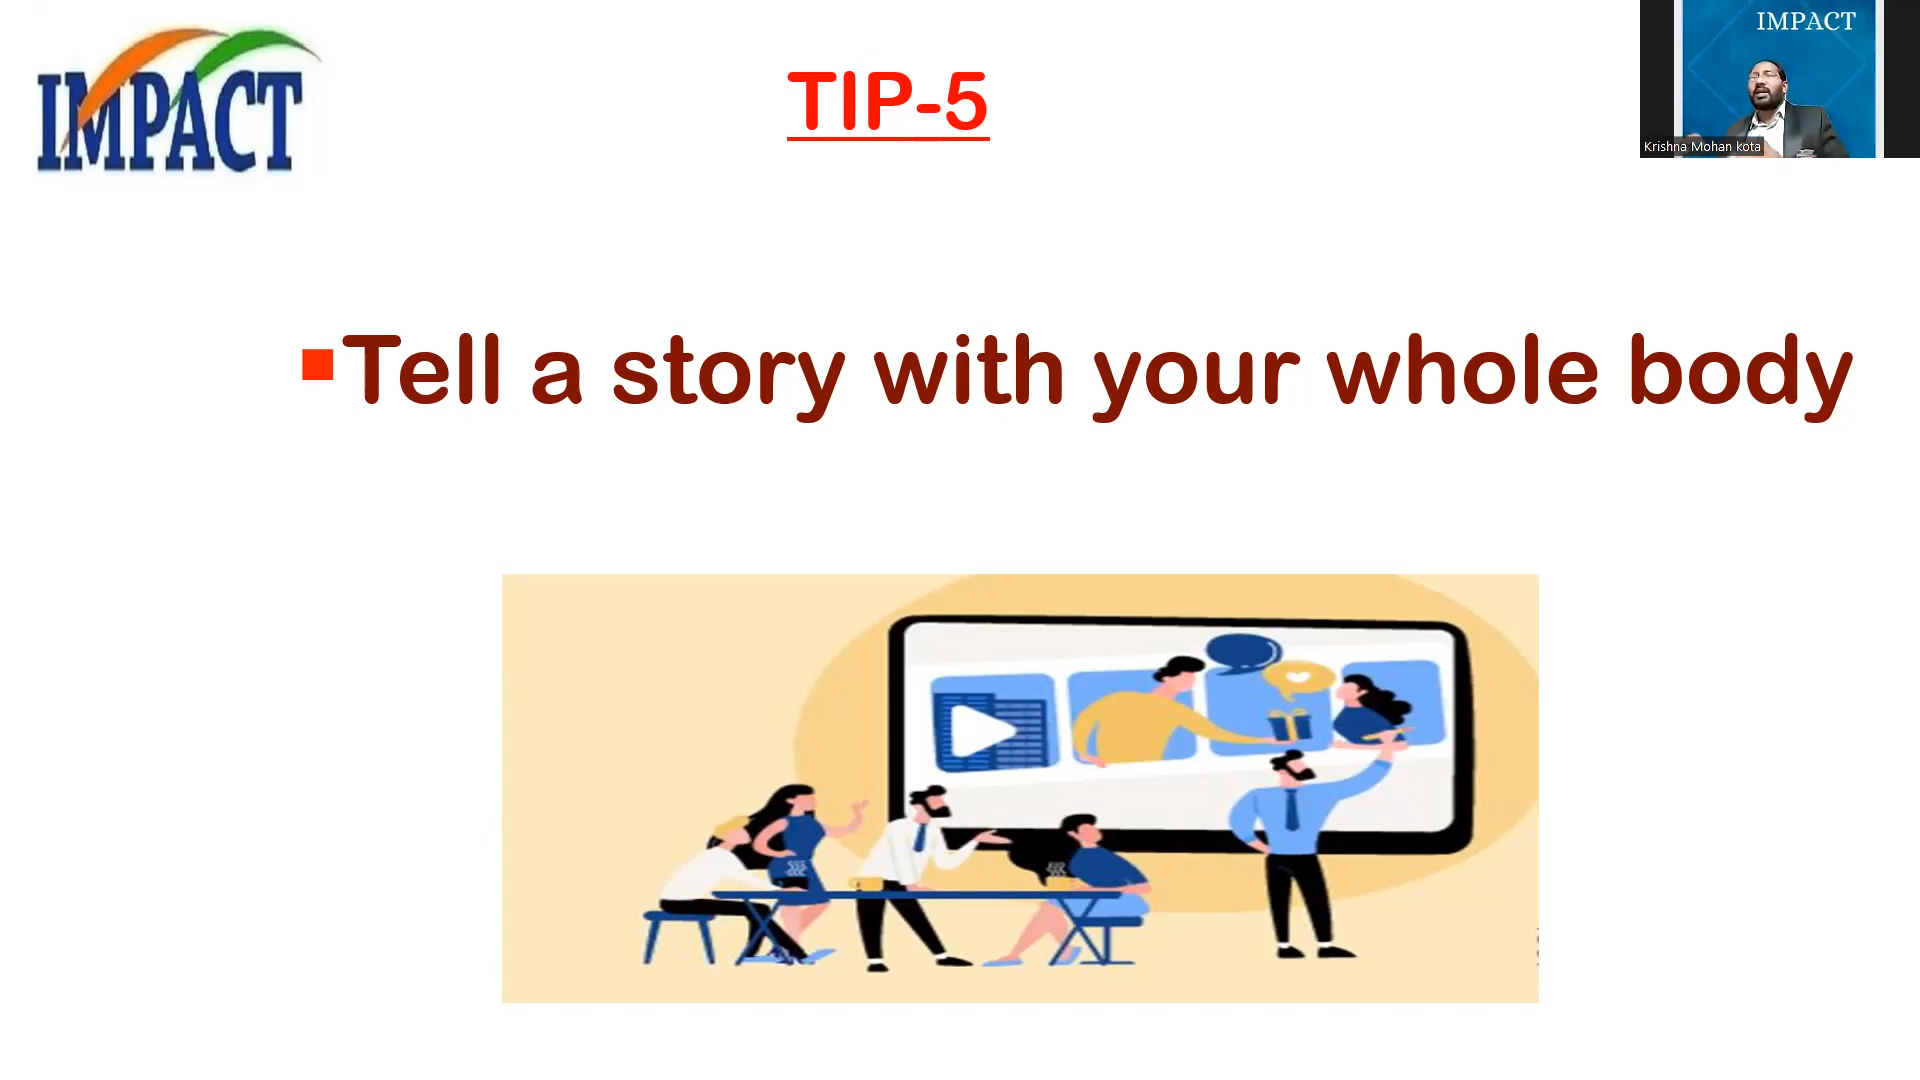 IMPACT
TIP-5
IMPACT
Krishna Mohan kota
Tell a story with your whole body